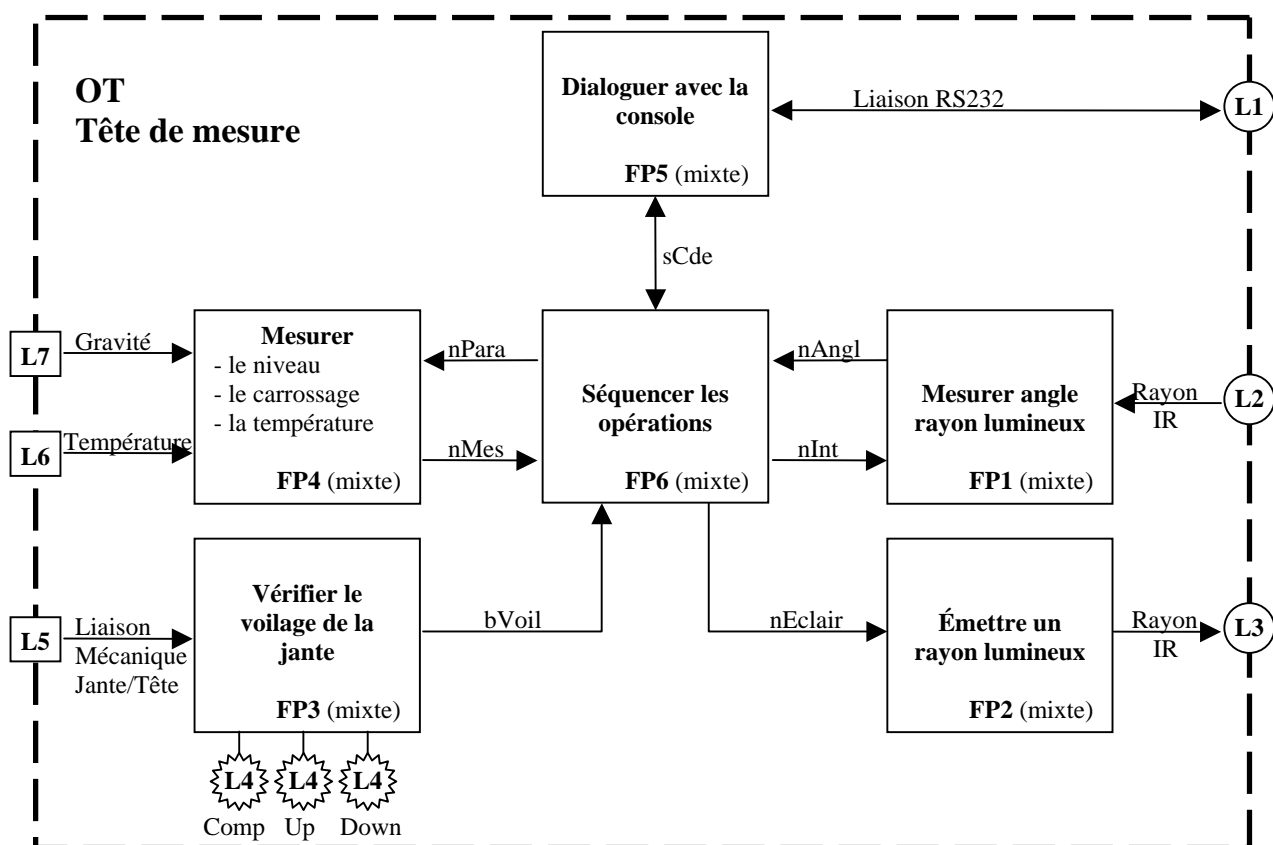 OT
Tête de mesure
Dialoguer avec la
console
FP5 (mixte)
Liaison RS232
L1
sCde
L7
Gravité
L6
Température
Mesurer
- le niveau
- le carrossage
- la température
FP4 (mixte)
nPara
nMes
Séquencer les
opérations
FP6 (mixte)
nAngl
nInt
Mesurer angle
rayon lumineux
FP1 (mixte)
Rayon
IR
L2
L5
Liaison
Mécanique
Jante/Tête
Vérifier le
voilage de la
jante
FP3 (mixte)
bVoil
nEclair
Émettre un
rayon lumineux
FP2 (mixte)
Rayon
IR
L3
L4 L4 L4
Comp Up Down